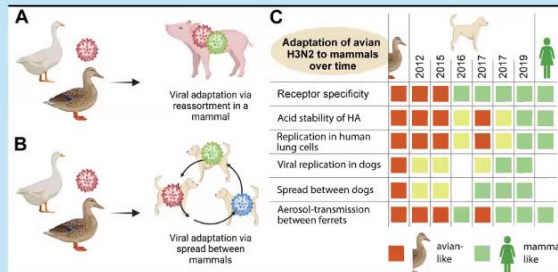 A
Viral adaptation via
reassortment in a
mammal
B
Viral adaptation via
spread between
mammals
C
Adaptation of avian
H3N2 to mammals
over time
2012
2015
2016
2017
2017
2019
Receptor specificity
Acid stability of HA
Replication in human
lung cells
Viral replication in dogs
Spread between dogs
Aerosol-transmission
between ferrets
avian-
like
mamma
like